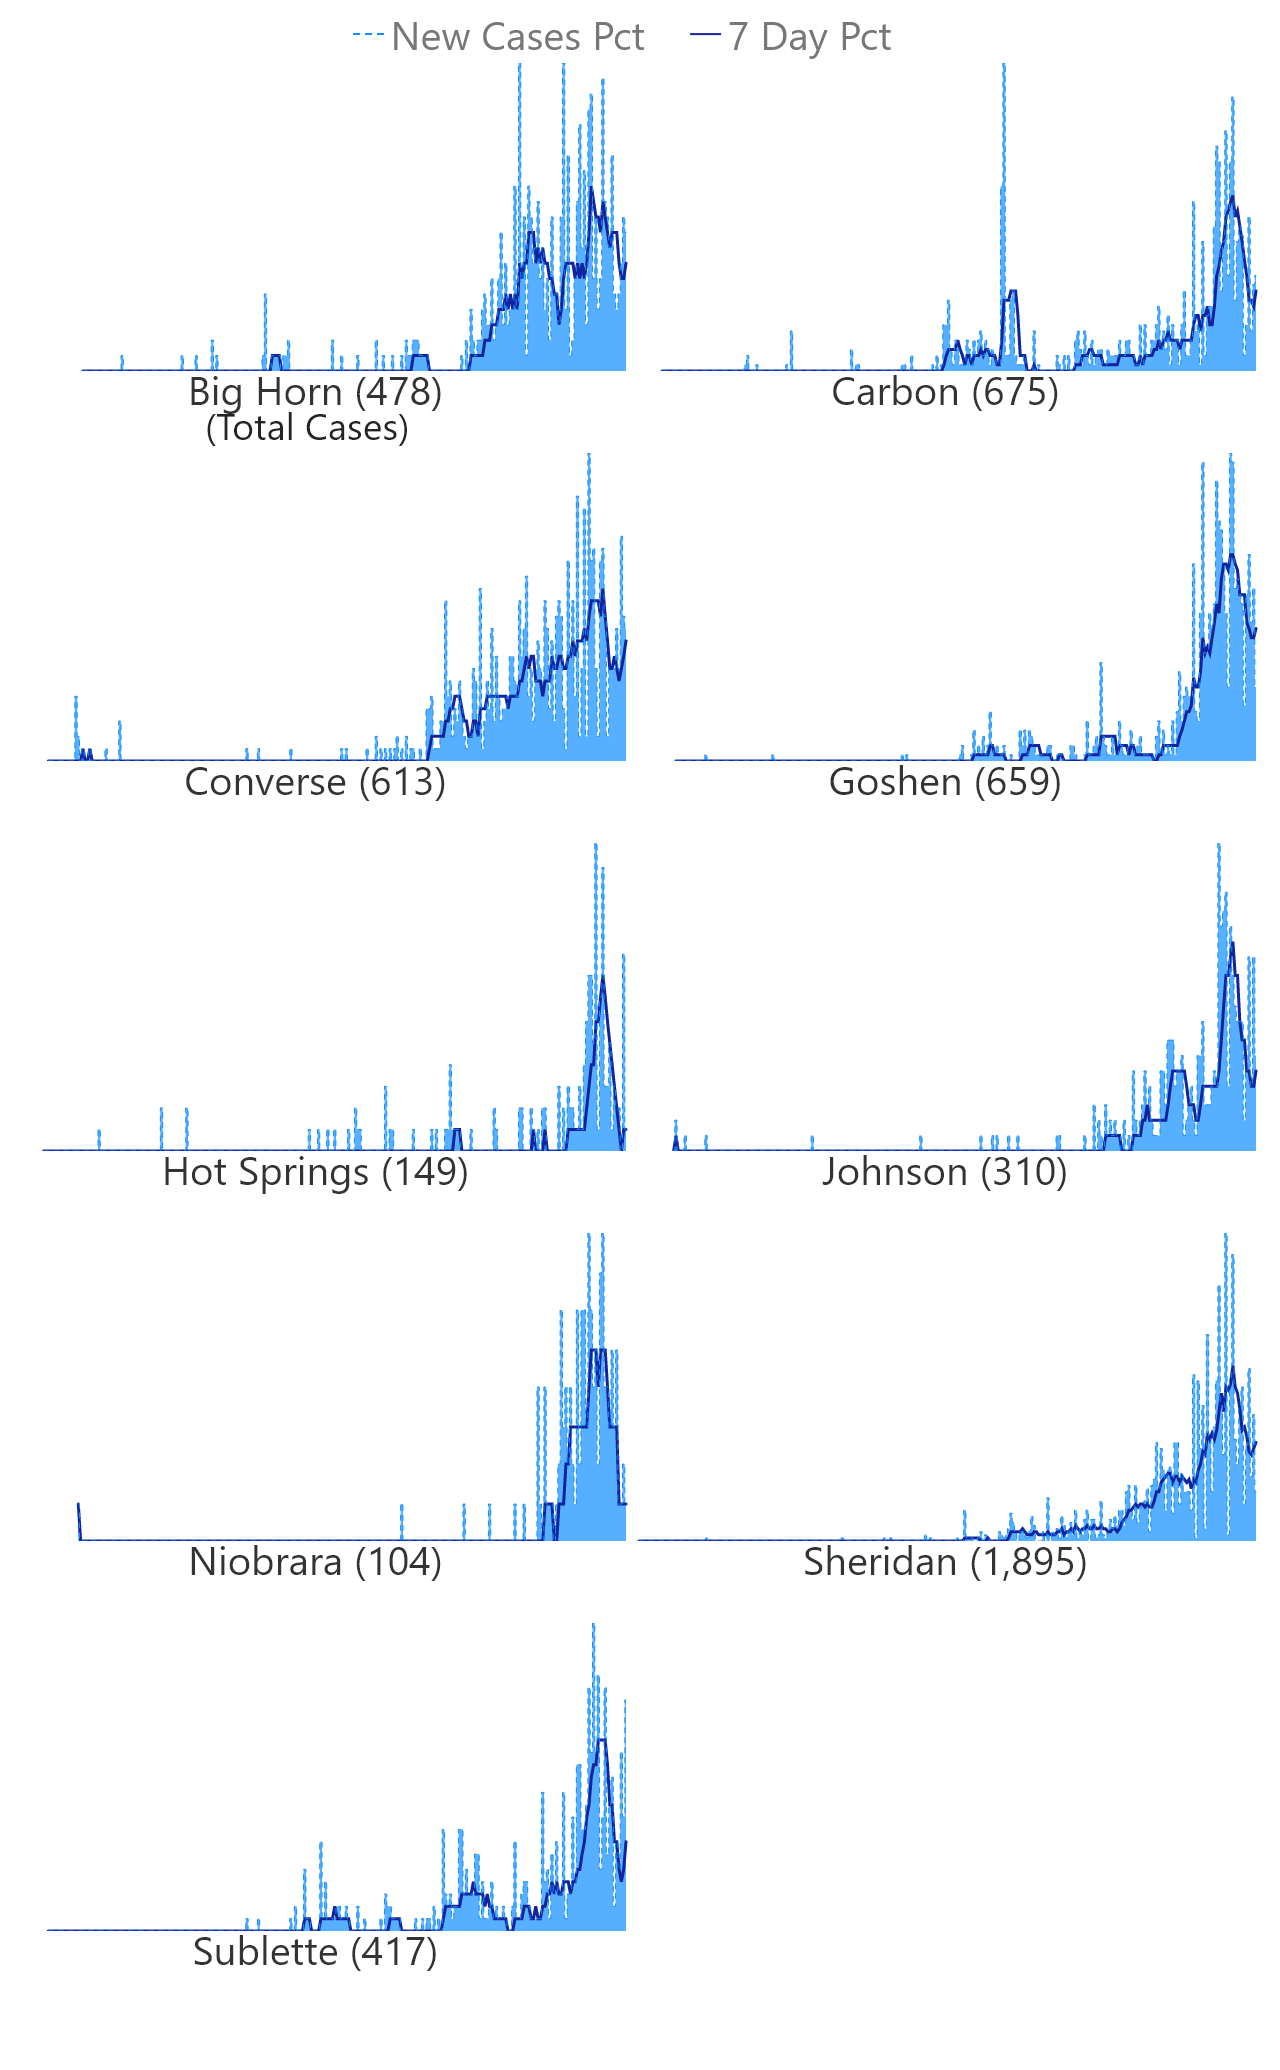 New Cases Pct 7 Day Pct
Big Horn (478) Carbon (675)
(Total Cases)
Converse (613) Goshen (659)
Hot Springs (149) Johnson (310)
Niobrara (104) Sheridan (1,895)
Sublette (417)